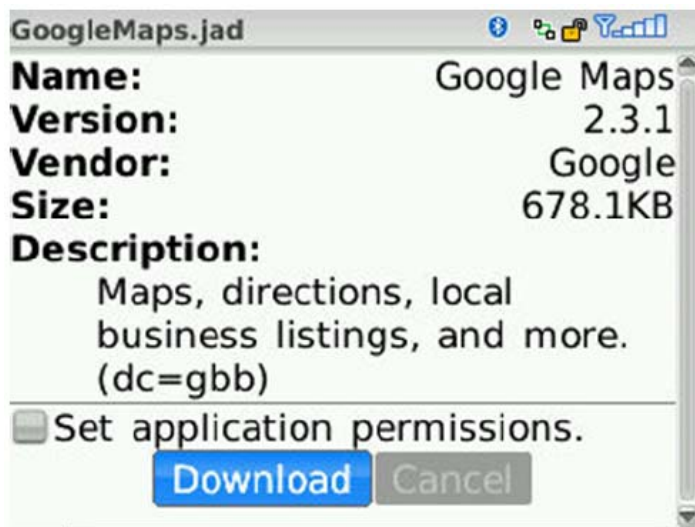 GoogleMaps.jad
Name: Google Maps
Version: 2.3.1
Vendor: Google
Size: 678.1KB
Description:
Maps, directions, local
business listings, and more.
(dc=gbb)
Set application permissions.
Download Cancel